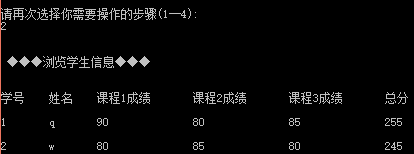 请再次选择你需要操作的步骤(1--4):
2
◆◆◆浏览学生信息◆◆◆
学号 姓名 课程1成绩 课程2成绩 课程3成绩 总分
1 q 90 80 85 255
2 w 80 85 80 245